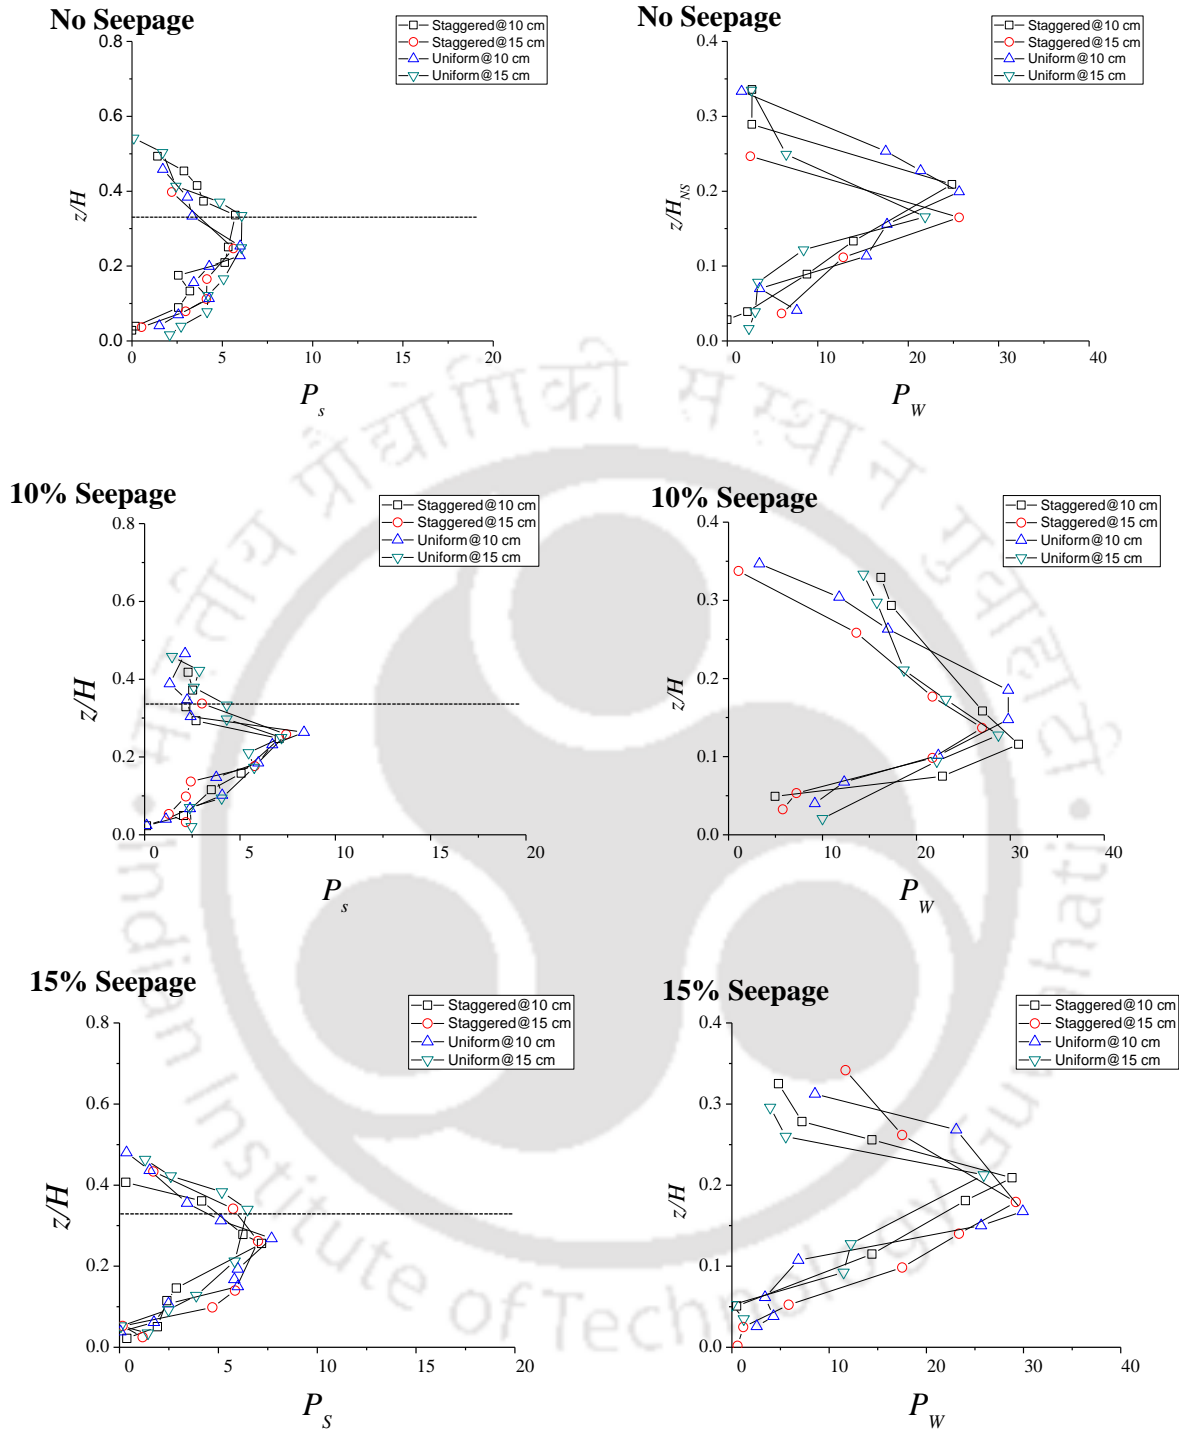 No Seepage
Staggered@10 cm
Staggered@15 cm
Uniform@10 cm
Uniform@15 cm
0.8
0.6
0.4
0.2
0.0
z/H
0 5 10 15 20
P_s
No Seepage
Staggered@10 cm
Staggered@15 cm
Uniform@10 cm
Uniform@15 cm
0.4
0.3
0.2
0.1
0.0
z/H_NS
0 10 20 30 40
P_W
10% Seepage
Staggered@10 cm
Staggered@15 cm
Uniform@10 cm
Uniform@15 cm
0.8
0.6
0.4
0.2
0.0
z/H
0 5 10 15 20
P_s
10% Seepage
Staggered@10 cm
Staggered@15 cm
Uniform@10 cm
Uniform@15 cm
0.4
0.3
0.2
0.1
0.0
z/H
0 10 20 30 40
P_W
15% Seepage
Staggered@10 cm
Staggered@15 cm
Uniform@10 cm
Uniform@15 cm
0.8
0.6
0.4
0.2
0.0
z/H
0 5 10 15 20
P_S
15% Seepage
Staggered@10 cm
Staggered@15 cm
Uniform@10 cm
Uniform@15 cm
0.4
0.3
0.2
0.1
0.0
z/H
0 10 20 30 40
P_W
Indian Institute of Technology Guwahati